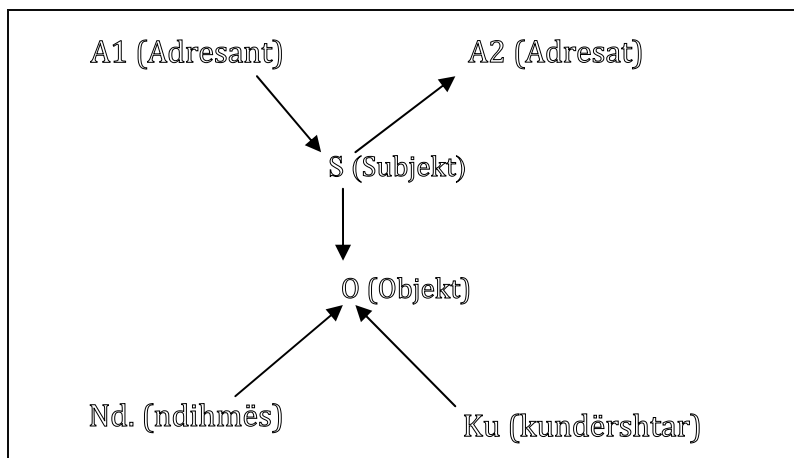 A1 (Adresant)
A2 (Adresat)
S (Subjekt)
O (Objekt)
Nd. (ndihmës)
Ku (kundërshtar)